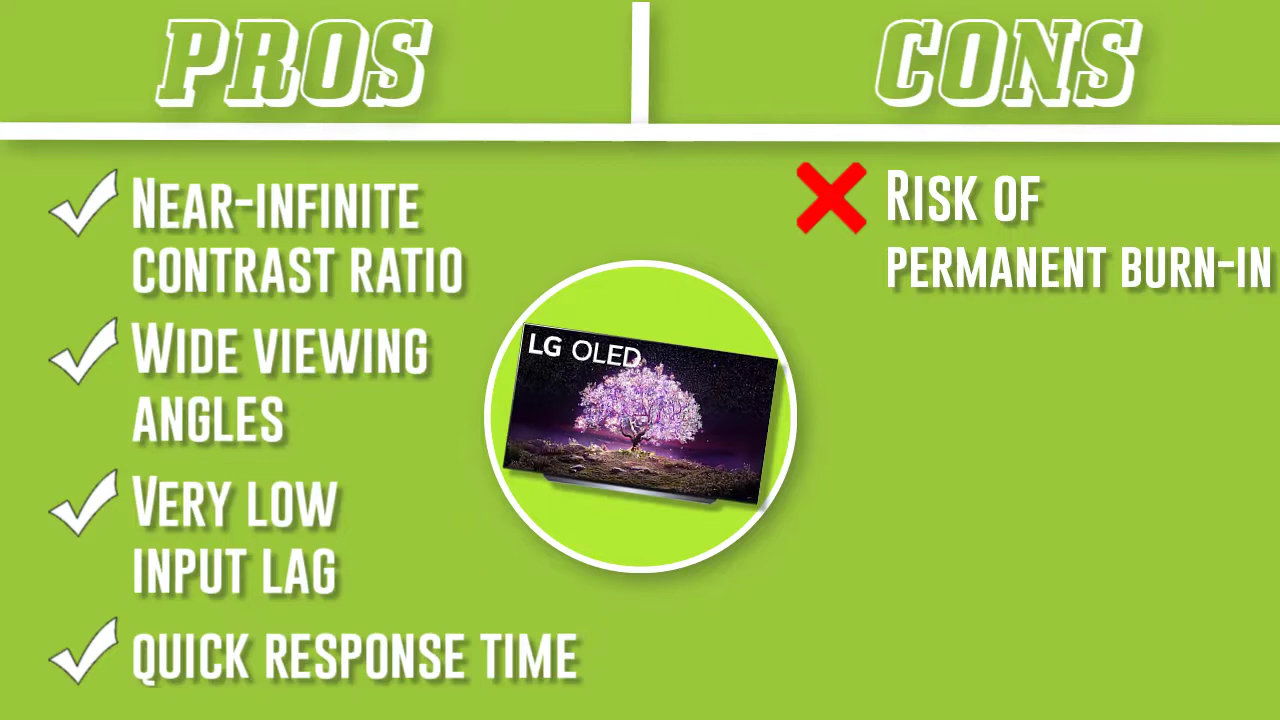 PROS
CONS
NEAR-INFINITE
CONTRAST RATIO
WIDE VIEWING
ANGLES
VERY LOW
INPUT LAG
QUICK RESPONSE TIME
RISK OF
PERMANENT BURN-IN
LG OLED